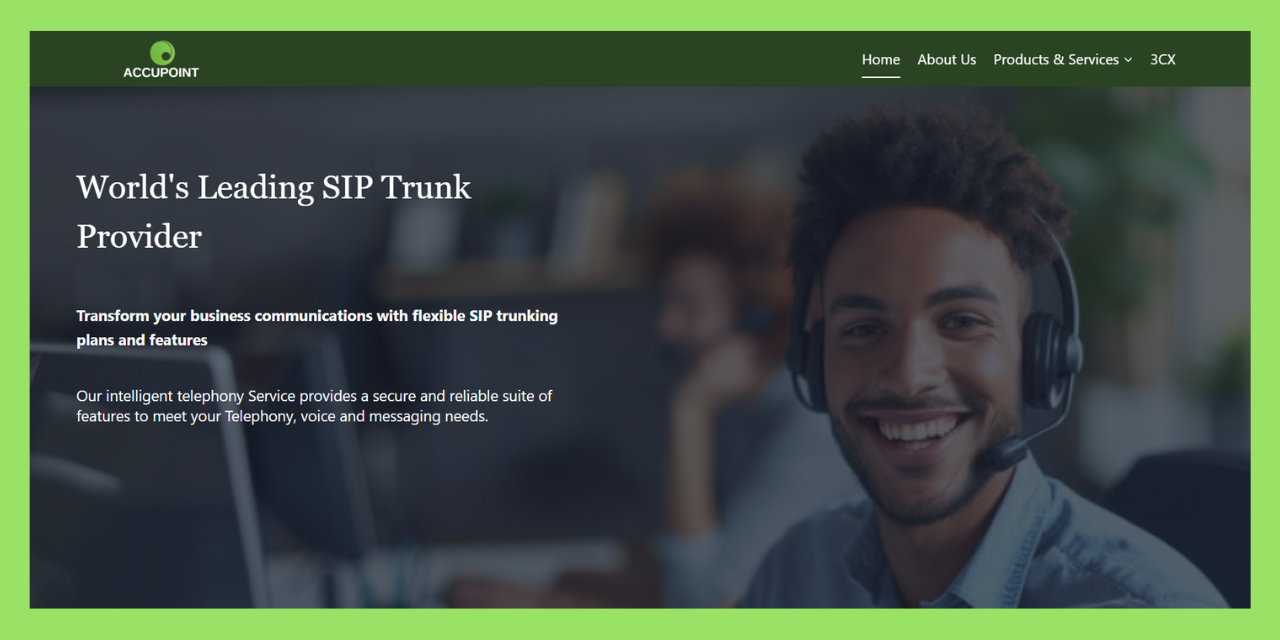 ACCUPOINT
Home About Us Products & Services 3CX
World's Leading SIP Trunk
Provider
Transform your business communications with flexible SIP trunking
plans and features
Our intelligent telephony Service provides a secure and reliable suite of
features to meet your Telephony, voice and messaging needs.